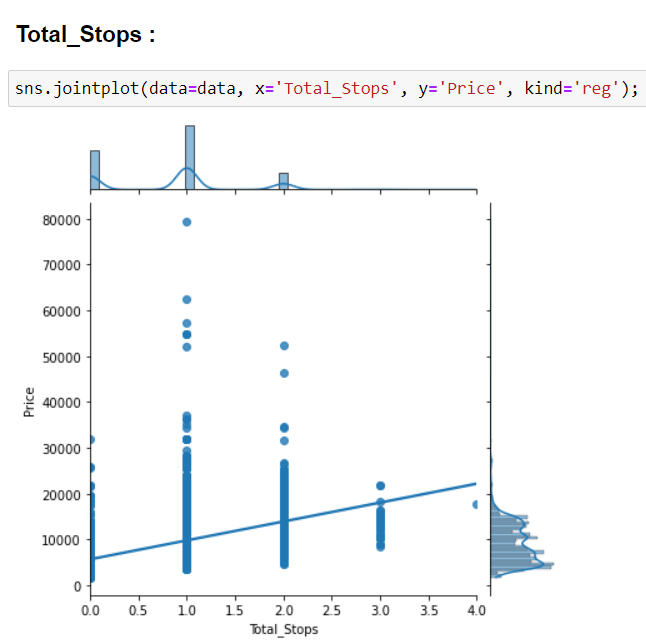 Total_Stops :
sns.jointplot(data=data, x='Total_Stops', y='Price', kind='reg');
80000
70000
60000
50000
40000
30000
20000
10000
0
Price
0.0 0.5 1.0 1.5 2.0 2.5 3.0 3.5 4.0
Total_Stops